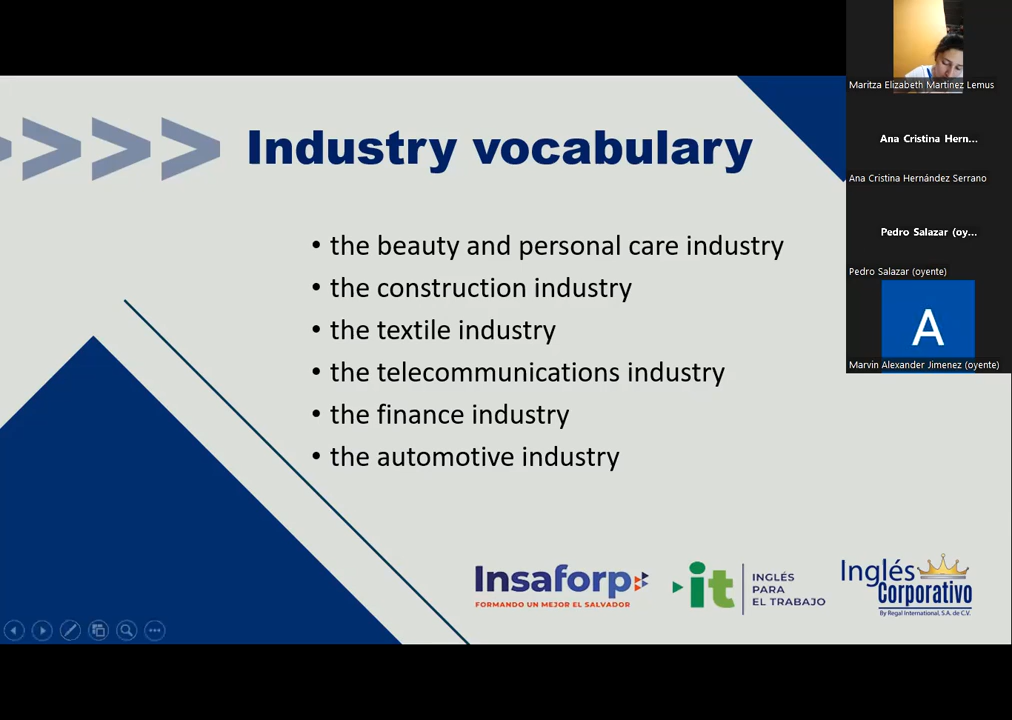 Industry vocabulary
• the beauty and personal care industry
• the construction industry
• the textile industry
• the telecommunications industry
• the finance industry
• the automotive industry
Insaforp
FORMANDO UN MEJOR EL SALVADOR
it
INGLÉS
PARA
EL TRABAJO
Inglés
Corporativo
By Regal International, S.A. de C.V.
Maritza Elizabeth Martinez Lemus
Ana Cristina Hern...
Ana Cristina Hernández Serrano
Pedro Salazar (oy...
Pedro Salazar (oyente)
A
Marvin Alexander Jimenez (oyente)